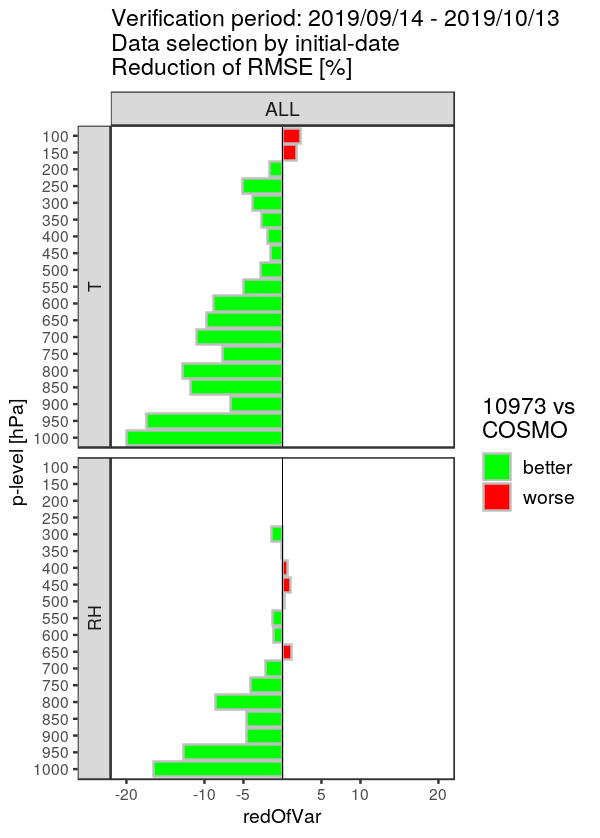 Verification period: 2019/09/14 - 2019/10/13
Data selection by initial-date
Reduction of RMSE [%]
ALL
T
100
150
200
250
300
350
400
450
500
550
600
650
700
750
800
850
900
950
1000
p-level [hPa]
RH
100
150
200
250
300
350
400
450
500
550
600
650
700
750
800
850
900
950
1000
-20 -10 -5 5 10 20
redOfVar
10973 vs
COSMO
better
worse